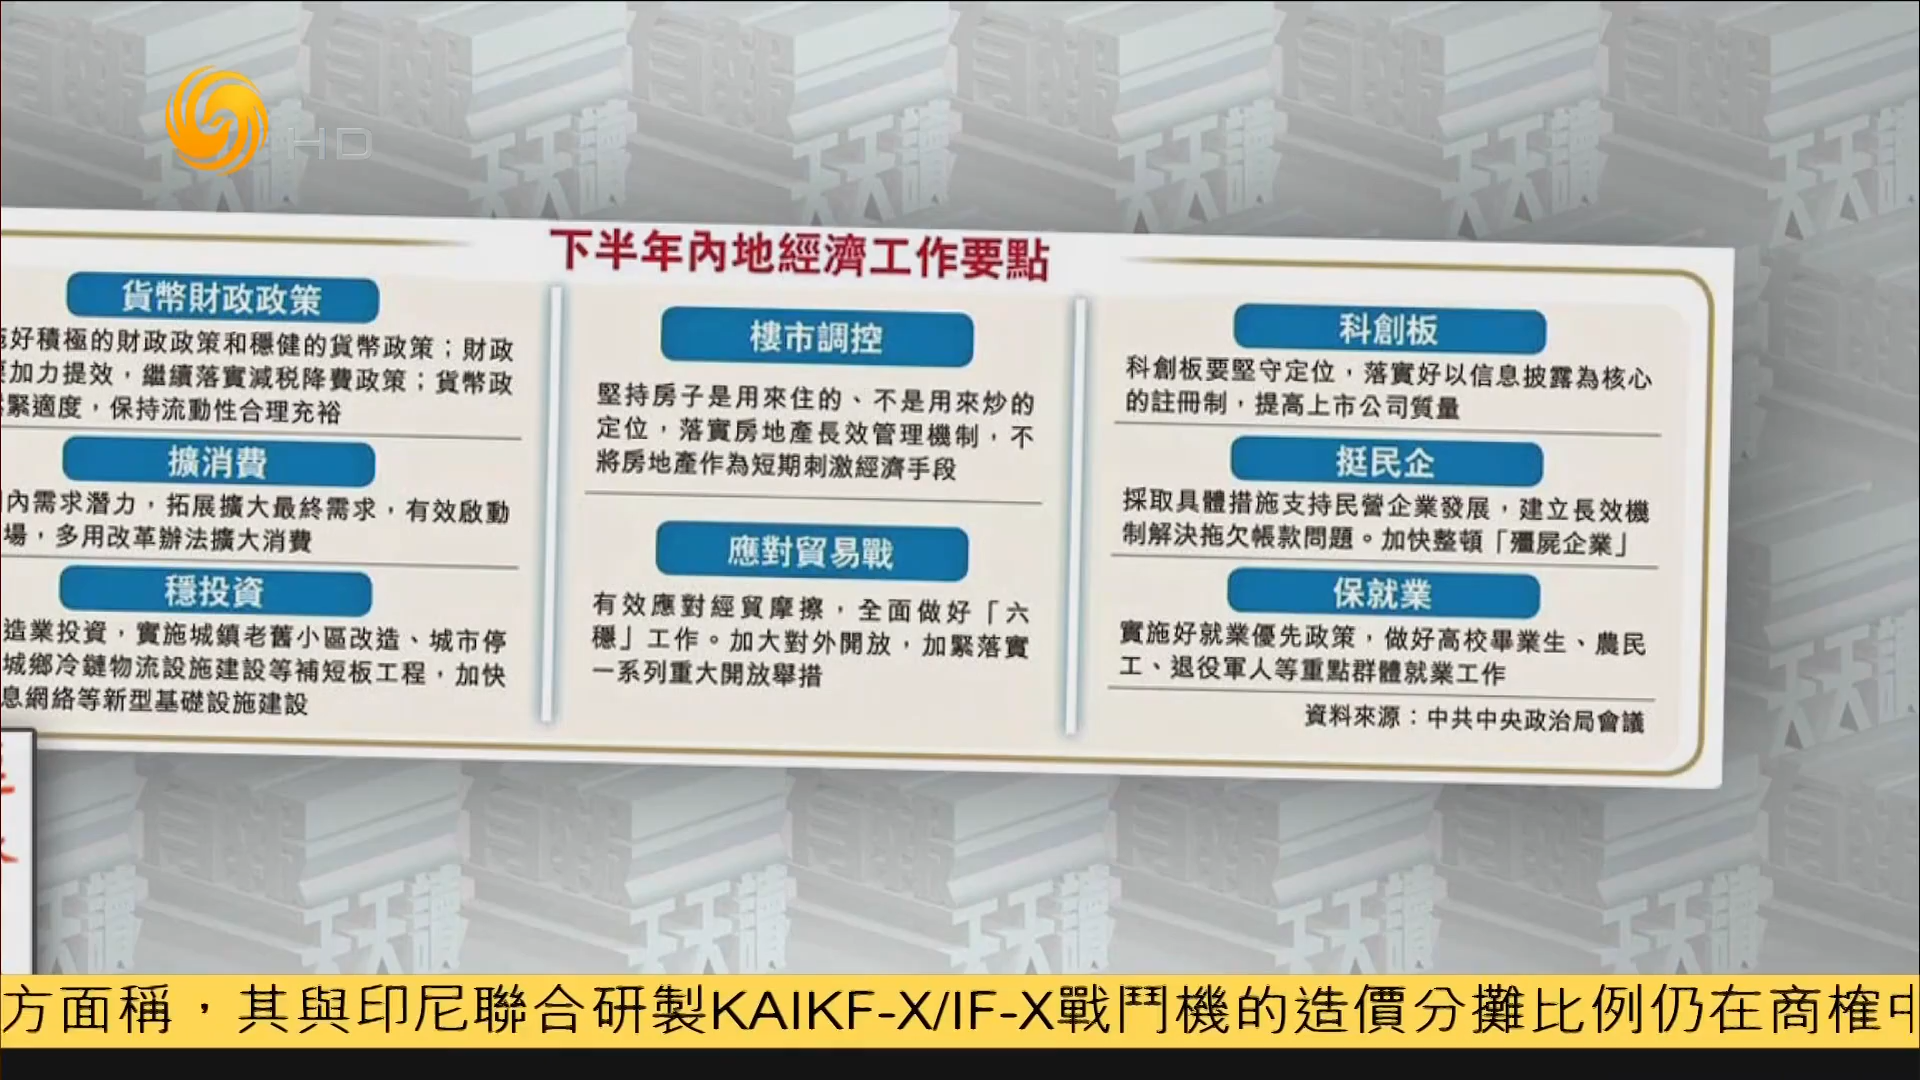 HD
下半年內地經濟工作要點
貨幣財政政策
好積極的財政政策和穩健的貨幣政策；財政
加力提效，繼續落實減稅降費政策；貨幣政
緊適度，保持流動性合理充裕
擴消費
內需求潛力，拓展擴大最終需求，有效啟動
場，多用改革辦法擴大消費
穩投資
造業投資，實施城鎮老舊小區改造、城市停
城鄉冷鏈物流設施建設等補短板工程，加快
息網絡等新型基礎設施建設
樓市調控
堅持房子是用來住的、不是用來炒的
定位，落實房地產長效管理機制，不
將房地產作為短期刺激經濟手段
應對貿易戰
有效應對經貿摩擦，全面做好「六
穩」工作。加大對外開放，加緊落實
一系列重大開放舉措
科創板
科創板要堅守定位，落實好以信息披露為核心
的註冊制，提高上市公司質量
挺民企
採取具體措施支持民營企業發展，建立長效機
制解決拖欠帳款問題。加快整頓「殭屍企業」
保就業
實施好就業優先政策，做好高校畢業生、農民
工、退役軍人等重點群體就業工作
資料來源：中共中央政治局會議
方面稱，其與印尼聯合研製KAIKF-X/IF-X戰鬥機的造價分攤比例仍在商榷中